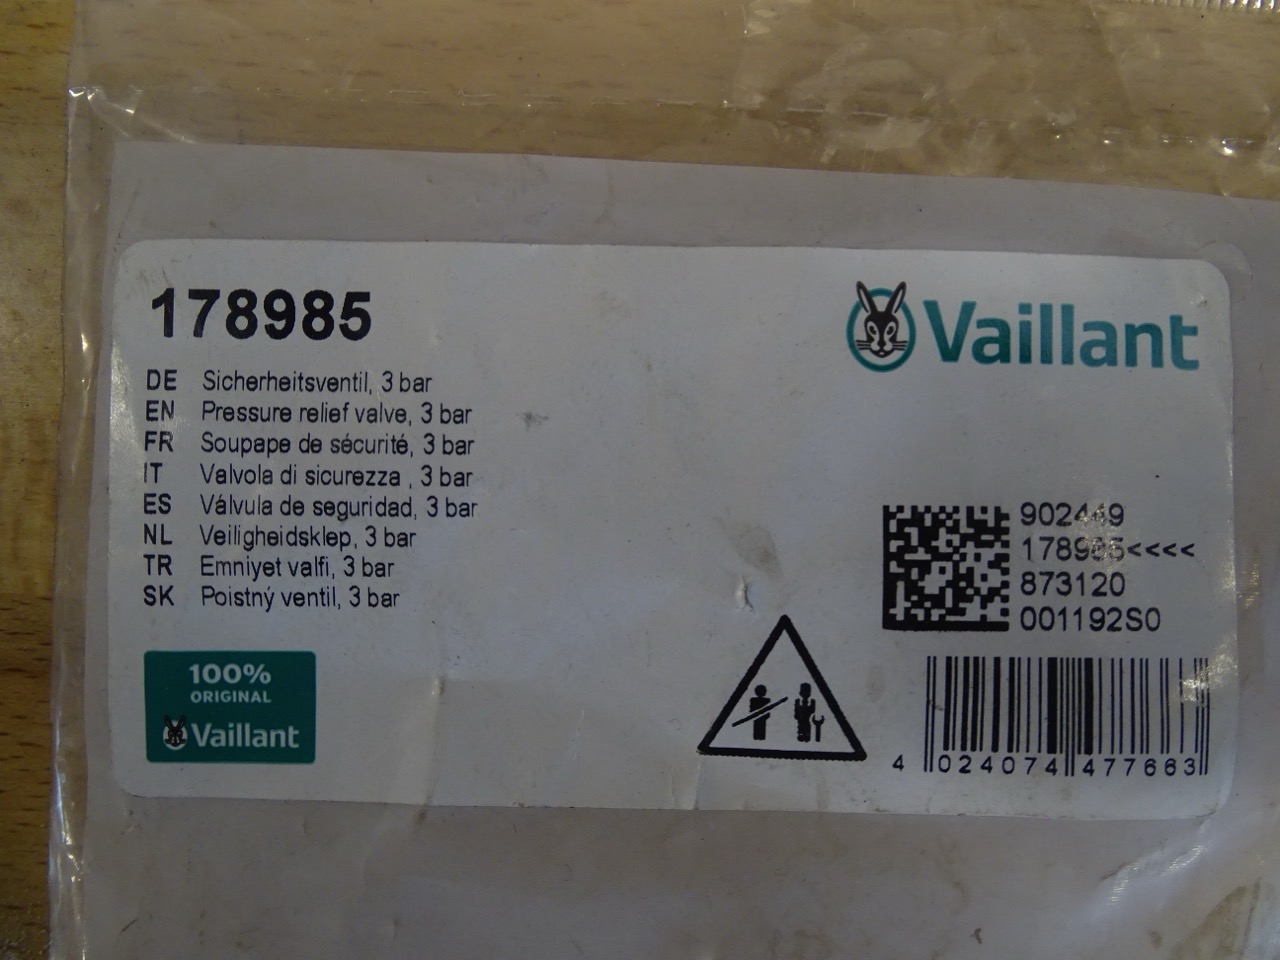 178985
Vaillant
DE Sicherheitsventil, 3 bar
EN Pressure relief valve, 3 bar
FR Soupape de sécurité, 3 bar
IT Valvola di sicurezza , 3 bar
ES Válvula de seguridad, 3 bar
NL Veiligheidsklep, 3 bar
TR Emniyet valfi, 3 bar
SK Poistný ventil, 3 bar
902449
178985<<<<
873120
001192S0
100%
ORIGINAL
Vaillant
4 024074 477663